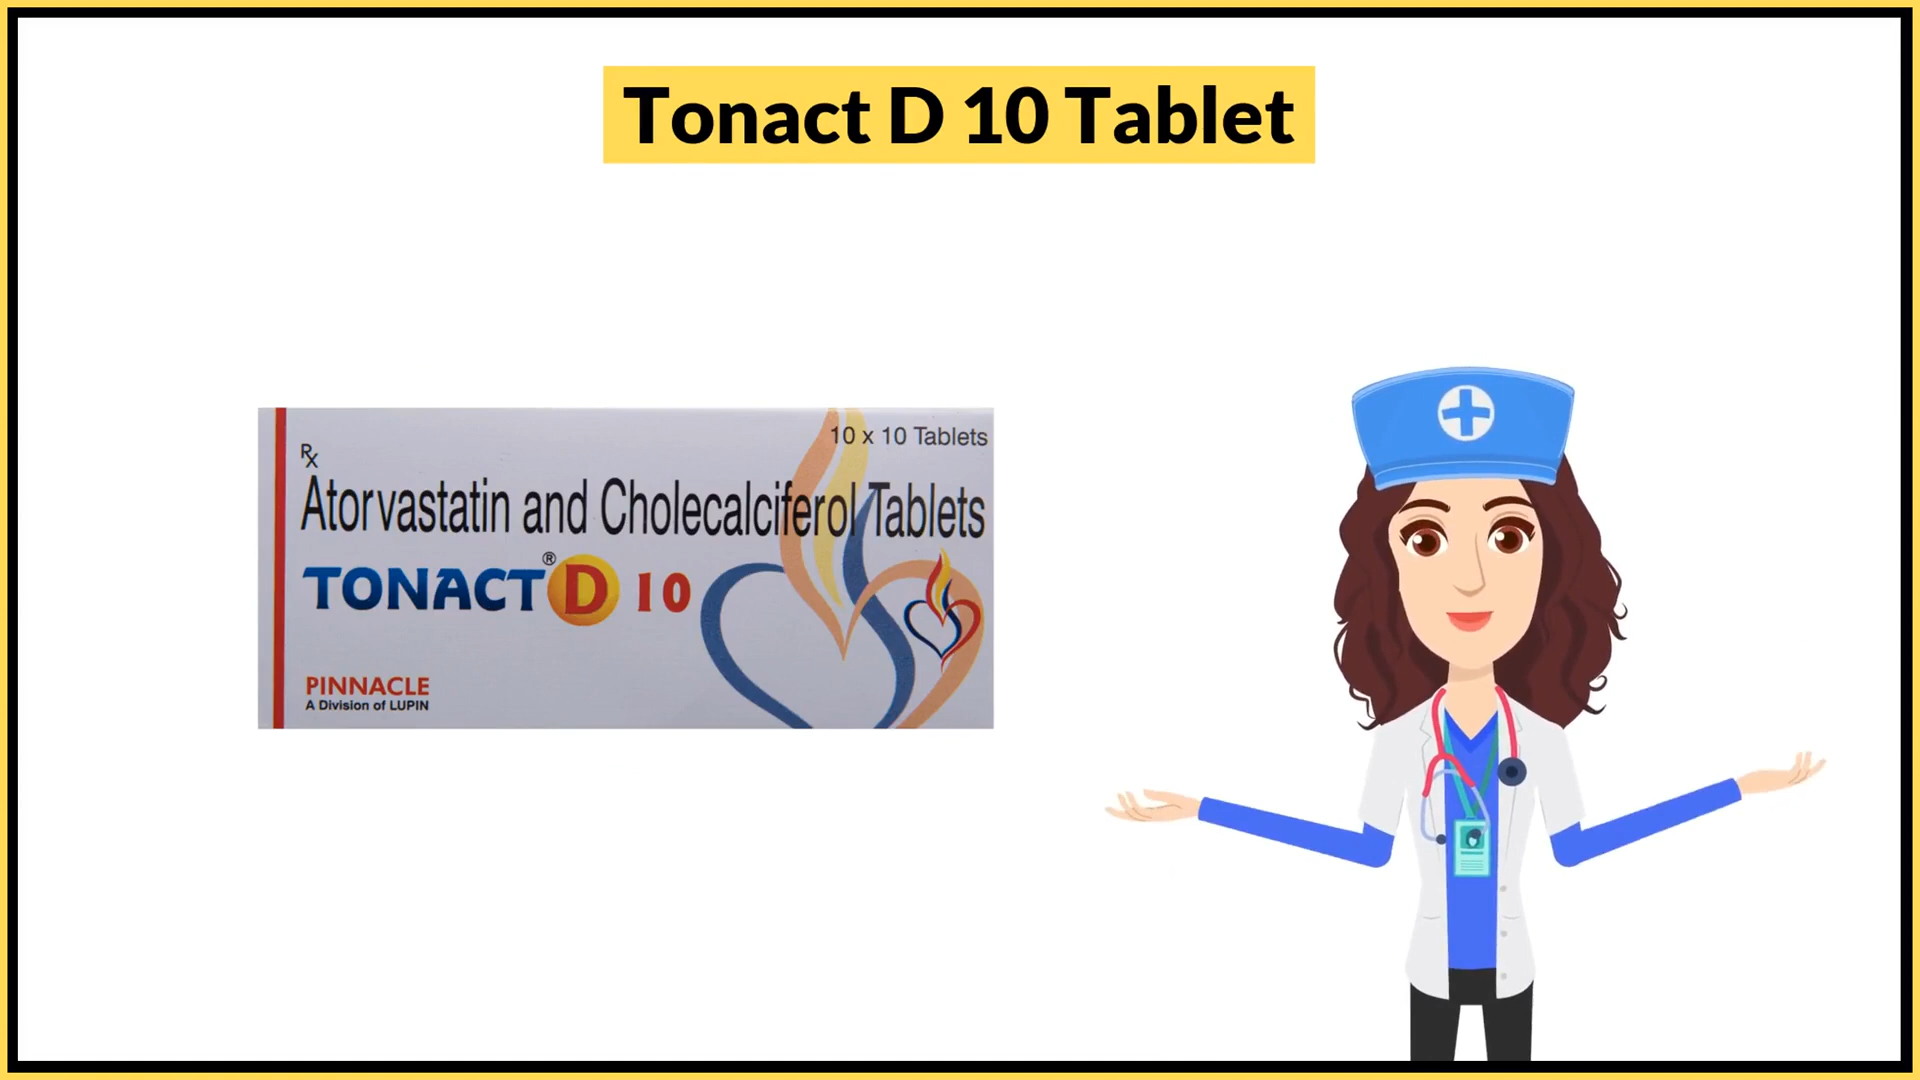 Tonact D 10 Tablet
10 x 10 Tablets
Rx
Atorvastatin and Cholecalciferol Tablets
TONACT® D 10
PINNACLE
A Division of LUPIN